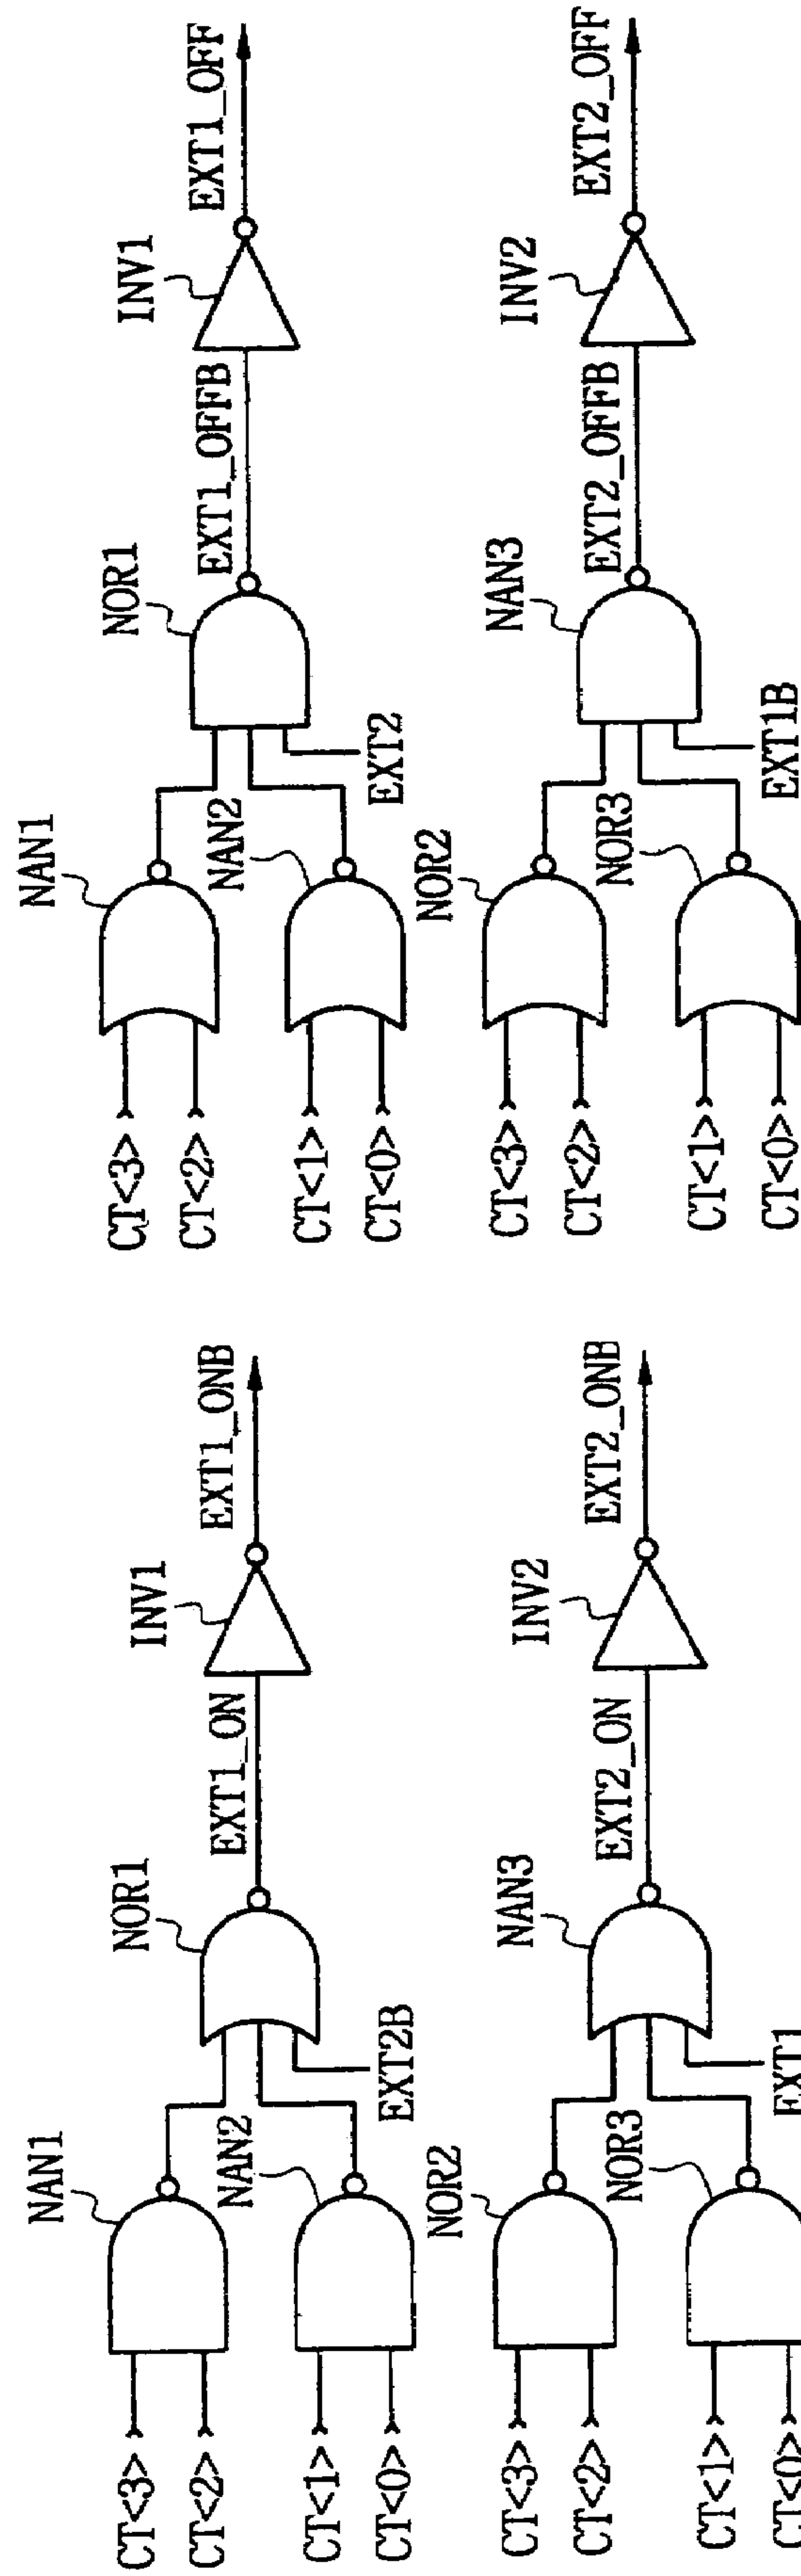 NAN1
CT<3>
CT<2>
NAN2
CT<1>
CT<0>
EXT2B
NOR1
EXT1_ON
INV1
EXT1_ONB
NAN1
CT<3>
CT<2>
NAN2
CT<1>
CT<0>
EXT2
NOR1
EXT1_OFFB
INV1
EXT1_OFF
NOR2
CT<3>
CT<2>
NOR3
CT<1>
CT<0>
EXT1
NAN3
EXT2_ON
INV2
EXT2_ONB
NOR2
CT<3>
CT<2>
NOR3
CT<1>
CT<0>
EXT1B
NAN3
EXT2_OFFB
INV2
EXT2_OFF